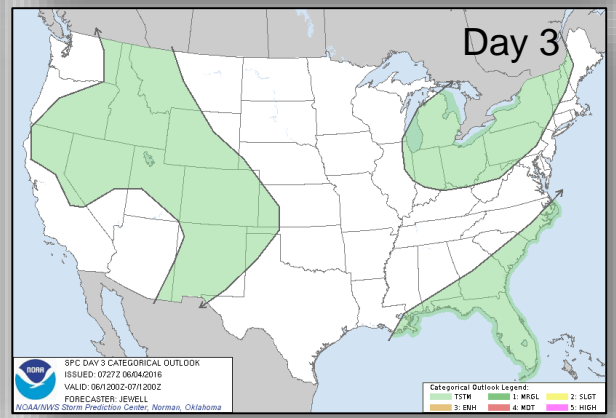 Day 3
NOAA
SPC DAY 3 CATEGORICAL OUTLOOK
ISSUED: 0727Z 06/04/2016
VALID: 06/1200Z-07/1200Z
FORECASTER: JEWELL
NOAA/NWS Storm Prediction Center, Norman, Oklahoma
Categorical Outlook Legend:
TSTM 1: MRGL 2: SLGT
3: ENH 4: MDT 5: HIGH